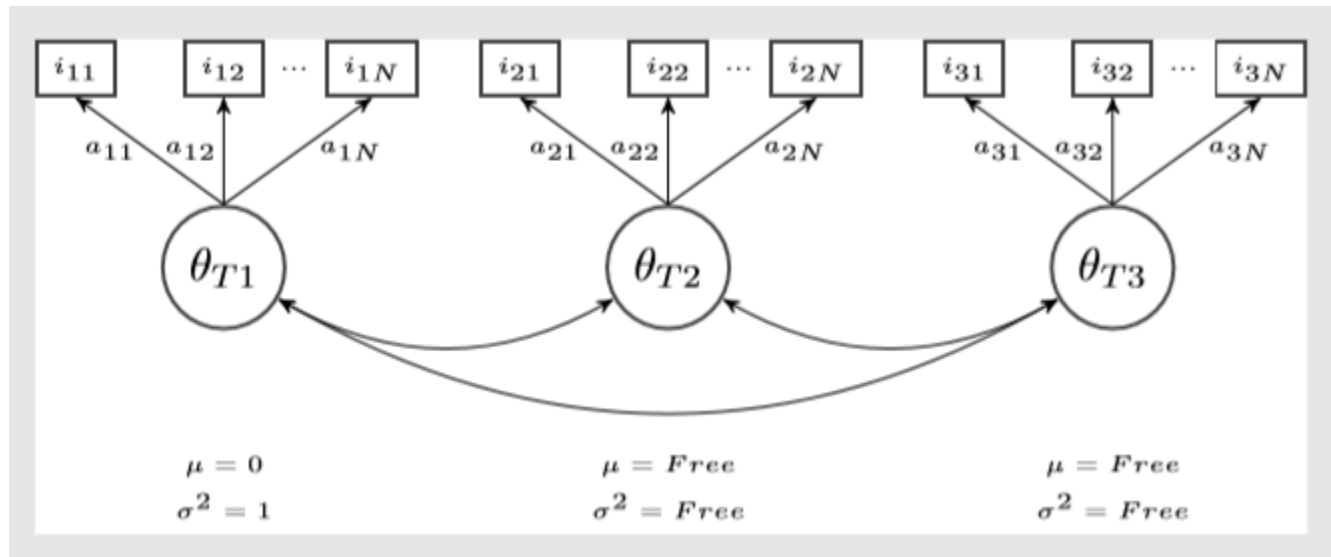 i₁₁ i₁₂ ... i₁N i₂₁ i₂₂ ... i₂N i₃₁ i₃₂ ... i₃N
a₁₁ a₁₂ a₁N a₂₁ a₂₂ a₂N a₃₁ a₃₂ a₃N
θT1 θT2 θT3
μ = 0 μ = Free μ = Free
σ² = 1 σ² = Free σ² = Free